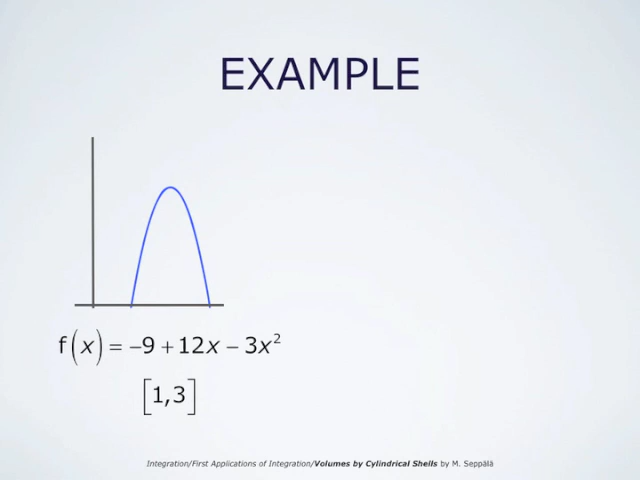 EXAMPLE
f(x) = −9 + 12x − 3x²
[1,3]
Integration/First Applications of Integration/Volumes by Cylindrical Shells by M. Seppälä